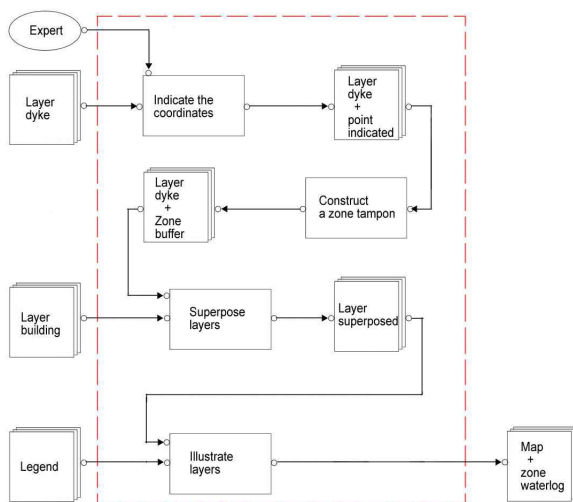 Expert
Layer
dyke
Indicate the
coordinates
Layer
dyke
+
point
indicated
Layer
dyke
+
Zone
buffer
Construct
a zone tampon
Layer
building
Superpose
layers
Layer
superposed
Legend
Illustrate
layers
Map
+
zone
waterlog